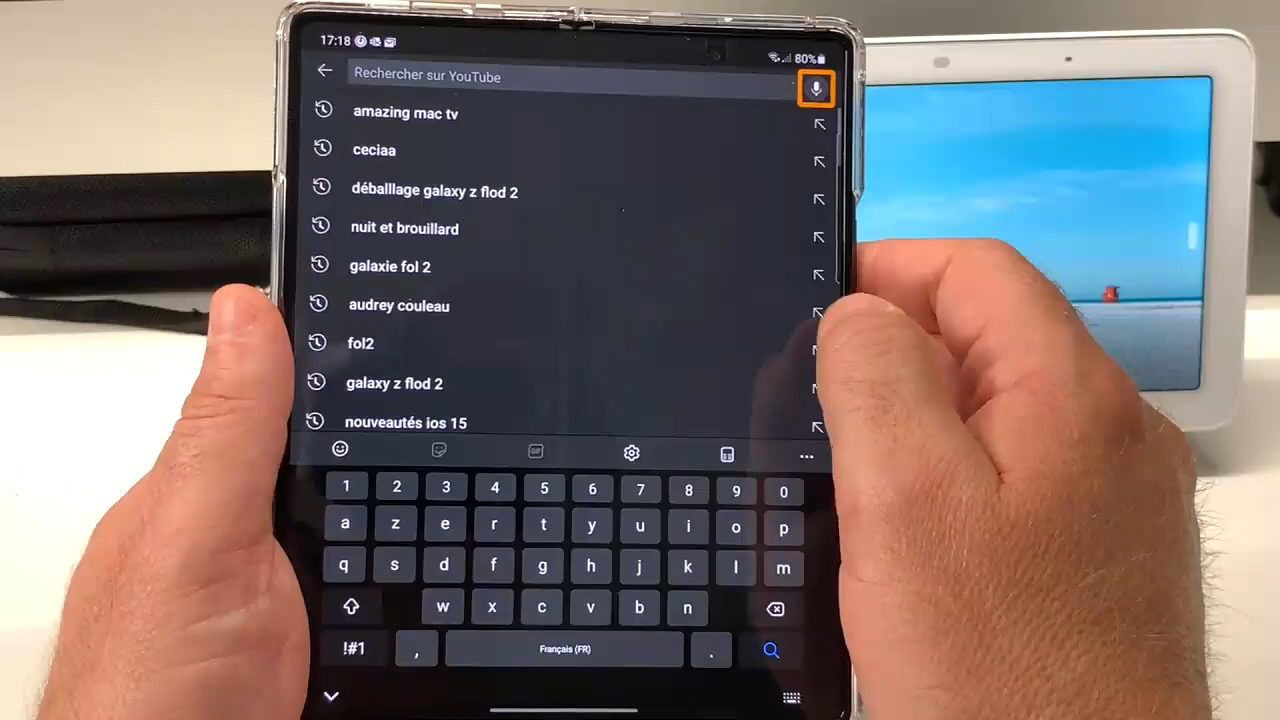 17:18
80%
Rechercher sur YouTube
amazing mac tv
ceciaa
déballlage galaxy z flod 2
nuit et brouillard
galaxie fol 2
audrey couleau
fol2
galaxy z flod 2
nouveautés ios 15
GIF
1 2 3 4 5 6 7 8 9 0
a z e r t y u i o p
q s d f g h j k l m
w x c v b n
!#1 , Français (FR) .